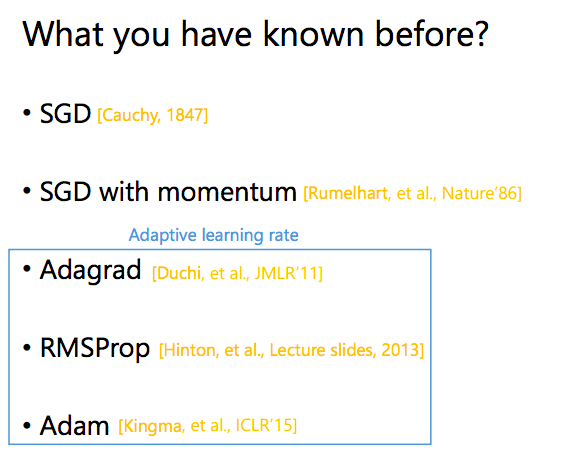 What you have known before?
• SGD [Cauchy, 1847]
• SGD with momentum [Rumelhart, et al., Nature'86]
Adaptive learning rate
• Adagrad [Duchi, et al., JMLR'11]
• RMSProp [Hinton, et al., Lecture slides, 2013]
• Adam [Kingma, et al., ICLR'15]